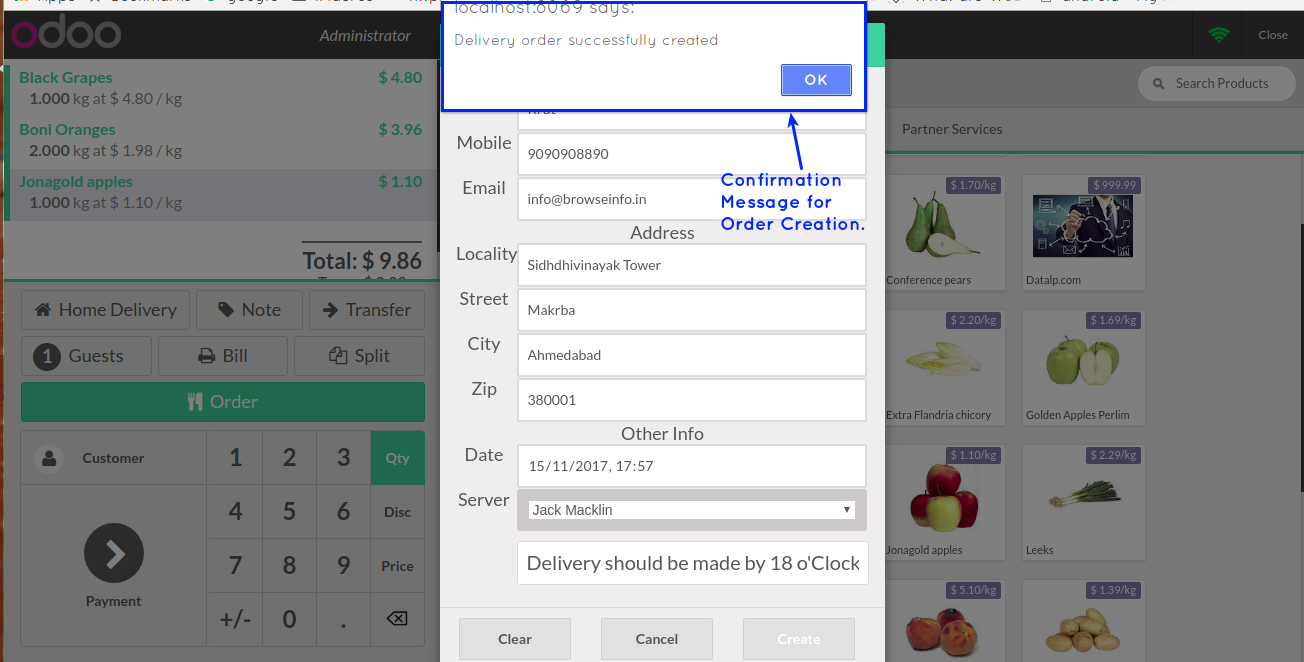 localhost:8069 says:
Delivery order successfully created
OK
odoo
Administrator
Close
Black Grapes $ 4.80
1.000 kg at $ 4.80 / kg
Boni Oranges $ 3.96
2.000 kg at $ 1.98 / kg
Jonagold apples $ 1.10
1.000 kg at $ 1.10 / kg
Total: $ 9.86
Home Delivery
Note
Transfer
1 Guests
Bill
Split
Order
Customer
1 2 3 Qty
4 5 6 Disc
7 8 9 Price
+/- 0 .
Payment
Mobile 9090908890
Email info@browseinfo.in
Confirmation
Message for
Order Creation.
Address
Locality Sidhdhivinayak Tower
Street Makrba
City Ahmedabad
Zip 380001
Other Info
Date 15/11/2017, 17:57
Server Jack Macklin
Delivery should be made by 18 o'Clock
Clear
Cancel
Create
Search Products
Partner Services
$ 1.70/kg
Conference pears
$ 999.99
Datalp.com
$ 2.20/kg
Extra Flandria chicory
$ 1.69/kg
Golden Apples Perlim
$ 1.10/kg
Jonagold apples
$ 2.29/kg
Leeks
$ 5.10/kg
$ 1.39/kg